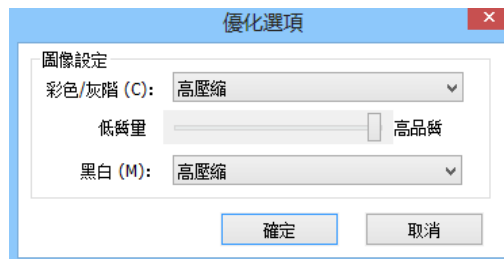 優化選項
圖像設定
彩色/灰階 (C): 高壓縮
低質量 高品質
黑白 (M): 高壓縮
確定 取消